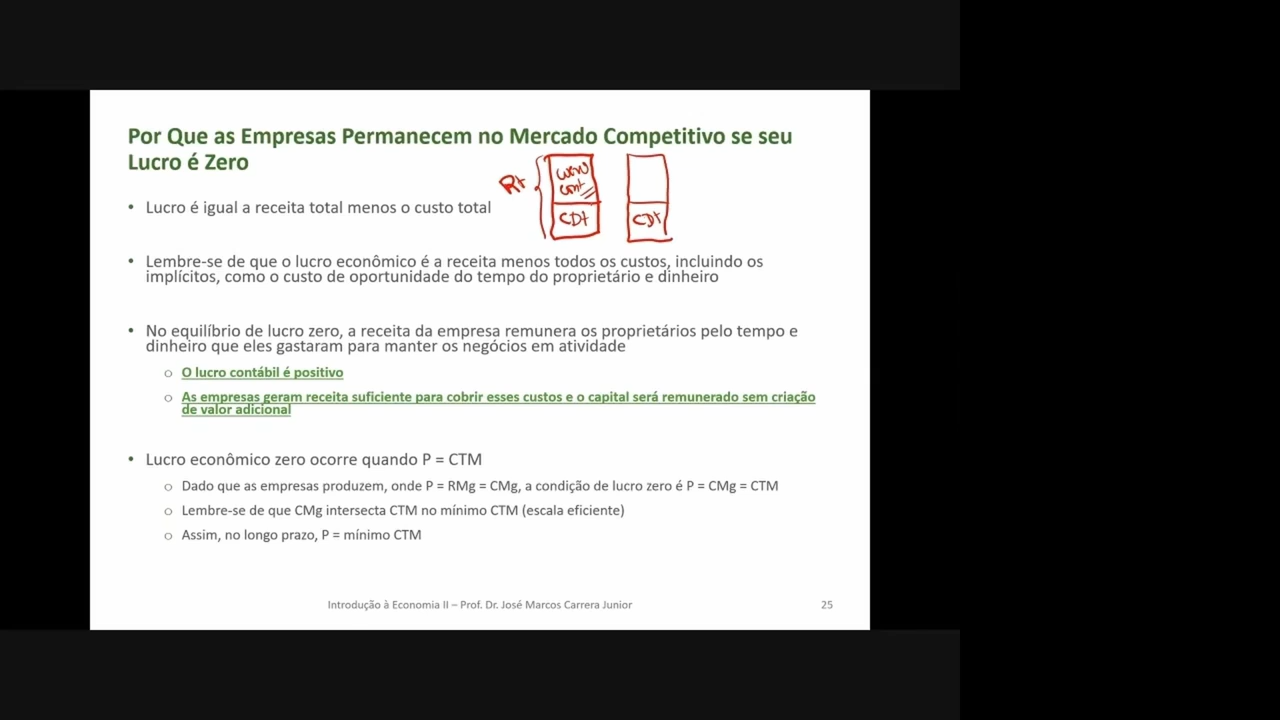 Por Que as Empresas Permanecem no Mercado Competitivo se seu
Lucro é Zero
Rt
Lucro
cont
CDt
CDt
• Lucro é igual a receita total menos o custo total
• Lembre-se de que o lucro econômico é a receita menos todos os custos, incluindo os
implícitos, como o custo de oportunidade do tempo do proprietário e dinheiro
• No equilíbrio de lucro zero, a receita da empresa remunera os proprietários pelo tempo e
dinheiro que eles gastaram para manter os negócios em atividade
○ O lucro contábil é positivo
○ As empresas geram receita suficiente para cobrir esses custos e o capital será remunerado sem criação
de valor adicional
• Lucro econômico zero ocorre quando P = CTM
○ Dado que as empresas produzem, onde P = RMg = CMg, a condição de lucro zero é P = CMg = CTM
○ Lembre-se de que CMg intersecta CTM no mínimo CTM (escala eficiente)
○ Assim, no longo prazo, P = mínimo CTM
Introdução à Economia II – Prof. Dr. José Marcos Carrera Junior
25